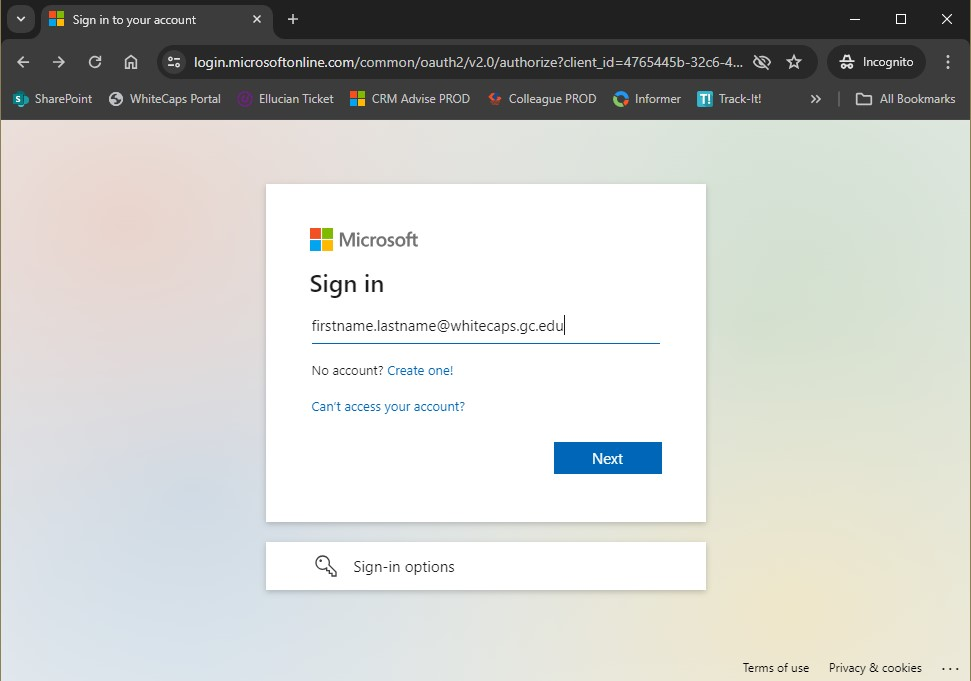 Sign in to your account
login.microsoftonline.com/common/oauth2/v2.0/authorize?client_id=4765445b-32c6-4...
Incognito
SharePoint
WhiteCaps Portal
Ellucian Ticket
CRM Advise PROD
Colleague PROD
Informer
T! Track-It!
»
All Bookmarks
Microsoft
Sign in
firstname.lastname@whitecaps.gc.edu
No account? Create one!
Can't access your account?
Next
Sign-in options
Terms of use
Privacy & cookies
...